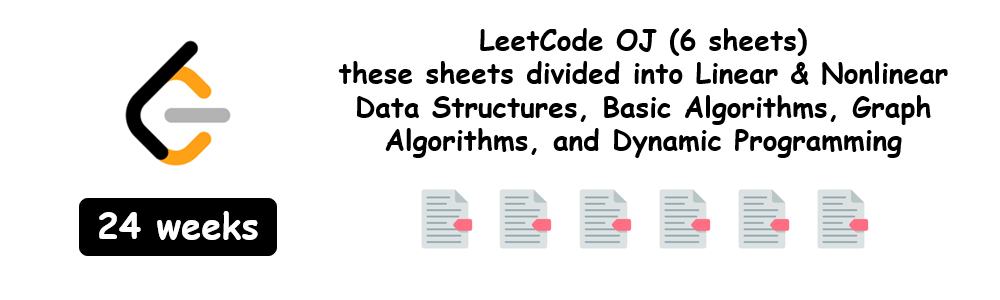 LeetCode OJ (6 sheets)
these sheets divided into Linear & Nonlinear
Data Structures, Basic Algorithms, Graph
Algorithms, and Dynamic Programming
24 weeks